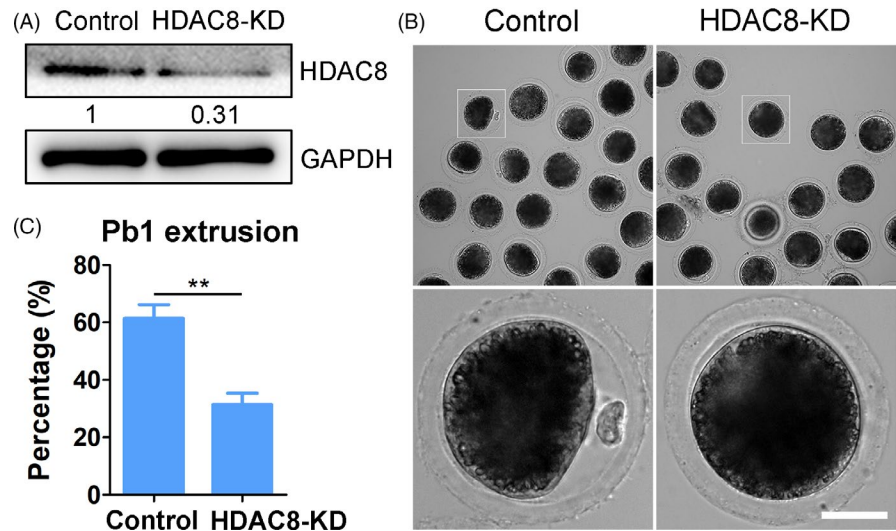 (A)
Control HDAC8-KD
HDAC8
1 0.31
GAPDH
(B)
Control HDAC8-KD
(C)
Pb1 extrusion
Percentage (%)
80
60
40
20
0
**
Control HDAC8-KD